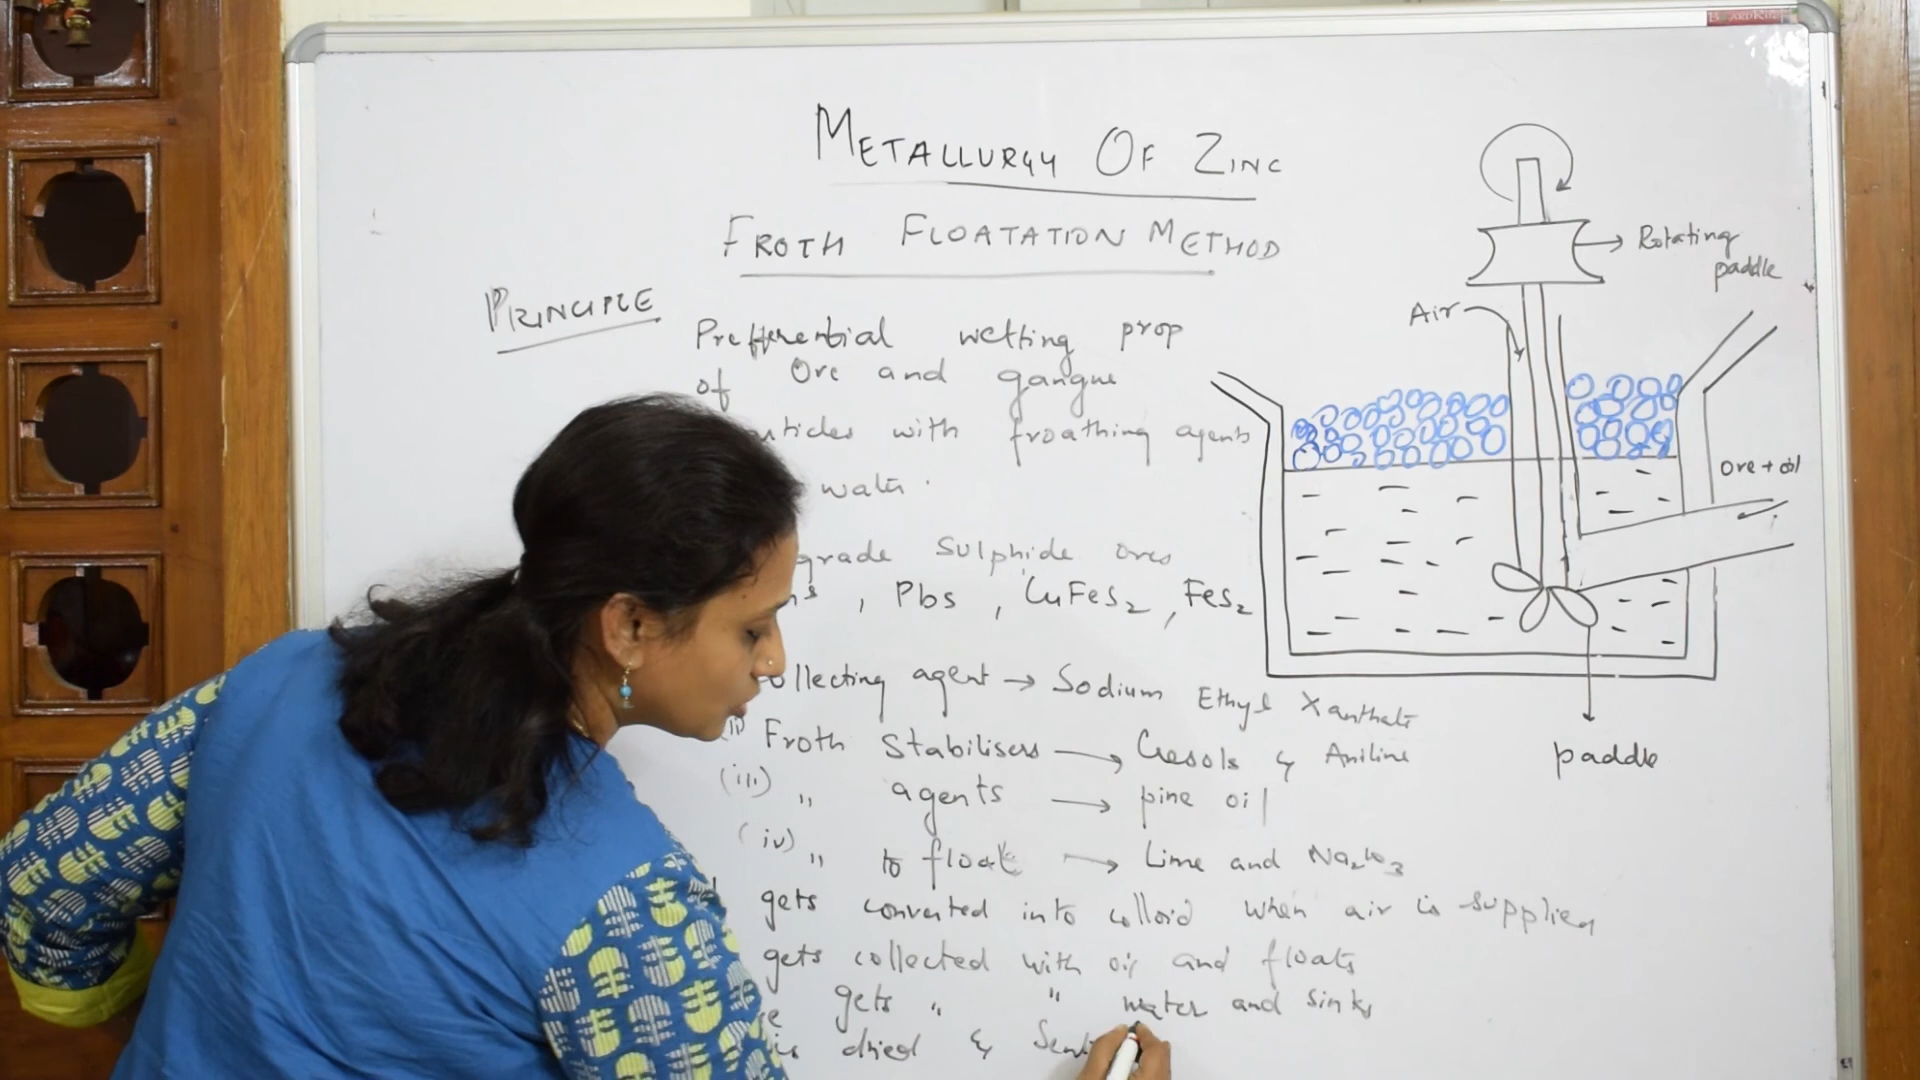 METALLURGY OF ZINC
FROTH FLOATATION METHOD
PRINCIPLE
Prefferential wetting prop
of Ore and gangue
with froathing agents
water.
grade Sulphide ores
, Pbs , CuFeS2 , FeS2
ollecting agent → Sodium Ethyl Xanthate
(ii) Froth Stabilisers → Cresols & Aniline
(iii) " agents → pine oil
(iv) " to float → Lime and Na2CO3
gets converted into colloid when air is supplied
gets collected with oil and floats
gets " " water and sinks
is dried &
Rotating
paddle
Air
Ore + oil
paddle